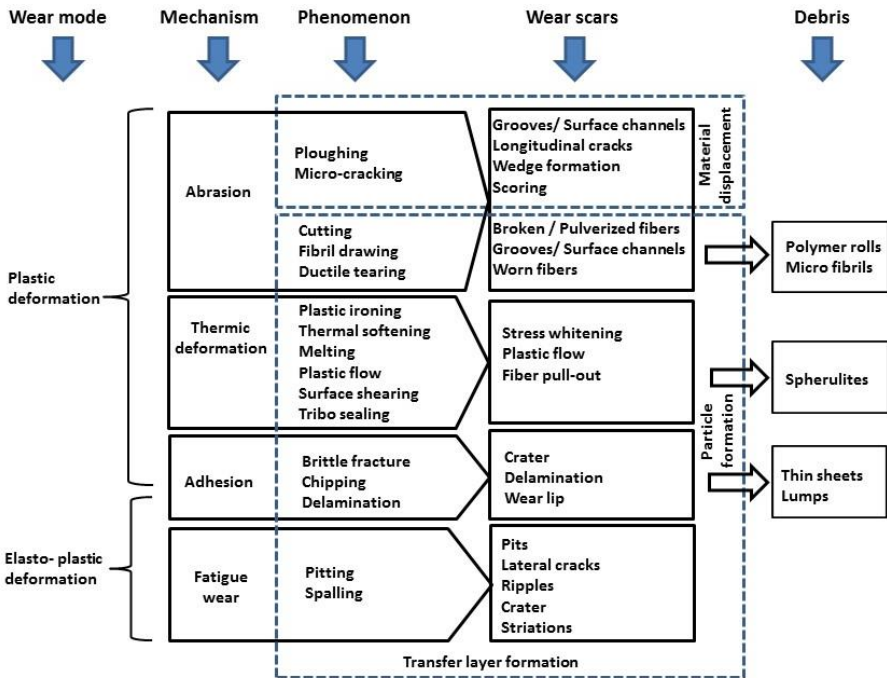 Wear mode
Mechanism
Phenomenon
Wear scars
Debris
Plastic
deformation
Elasto- plastic
deformation
Abrasion
Ploughing
Micro-cracking
Grooves/ Surface channels
Longitudinal cracks
Wedge formation
Scoring
Material
displacement
Cutting
Fibril drawing
Ductile tearing
Broken / Pulverized fibers
Grooves/ Surface channels
Worn fibers
Polymer rolls
Micro fibrils
Thermic
deformation
Plastic ironing
Thermal softening
Melting
Plastic flow
Surface shearing
Tribo sealing
Stress whitening
Plastic flow
Fiber pull-out
Particle
formation
Spherulites
Adhesion
Brittle fracture
Chipping
Delamination
Crater
Delamination
Wear lip
Thin sheets
Lumps
Fatigue
wear
Pitting
Spalling
Pits
Lateral cracks
Ripples
Crater
Striations
Transfer layer formation